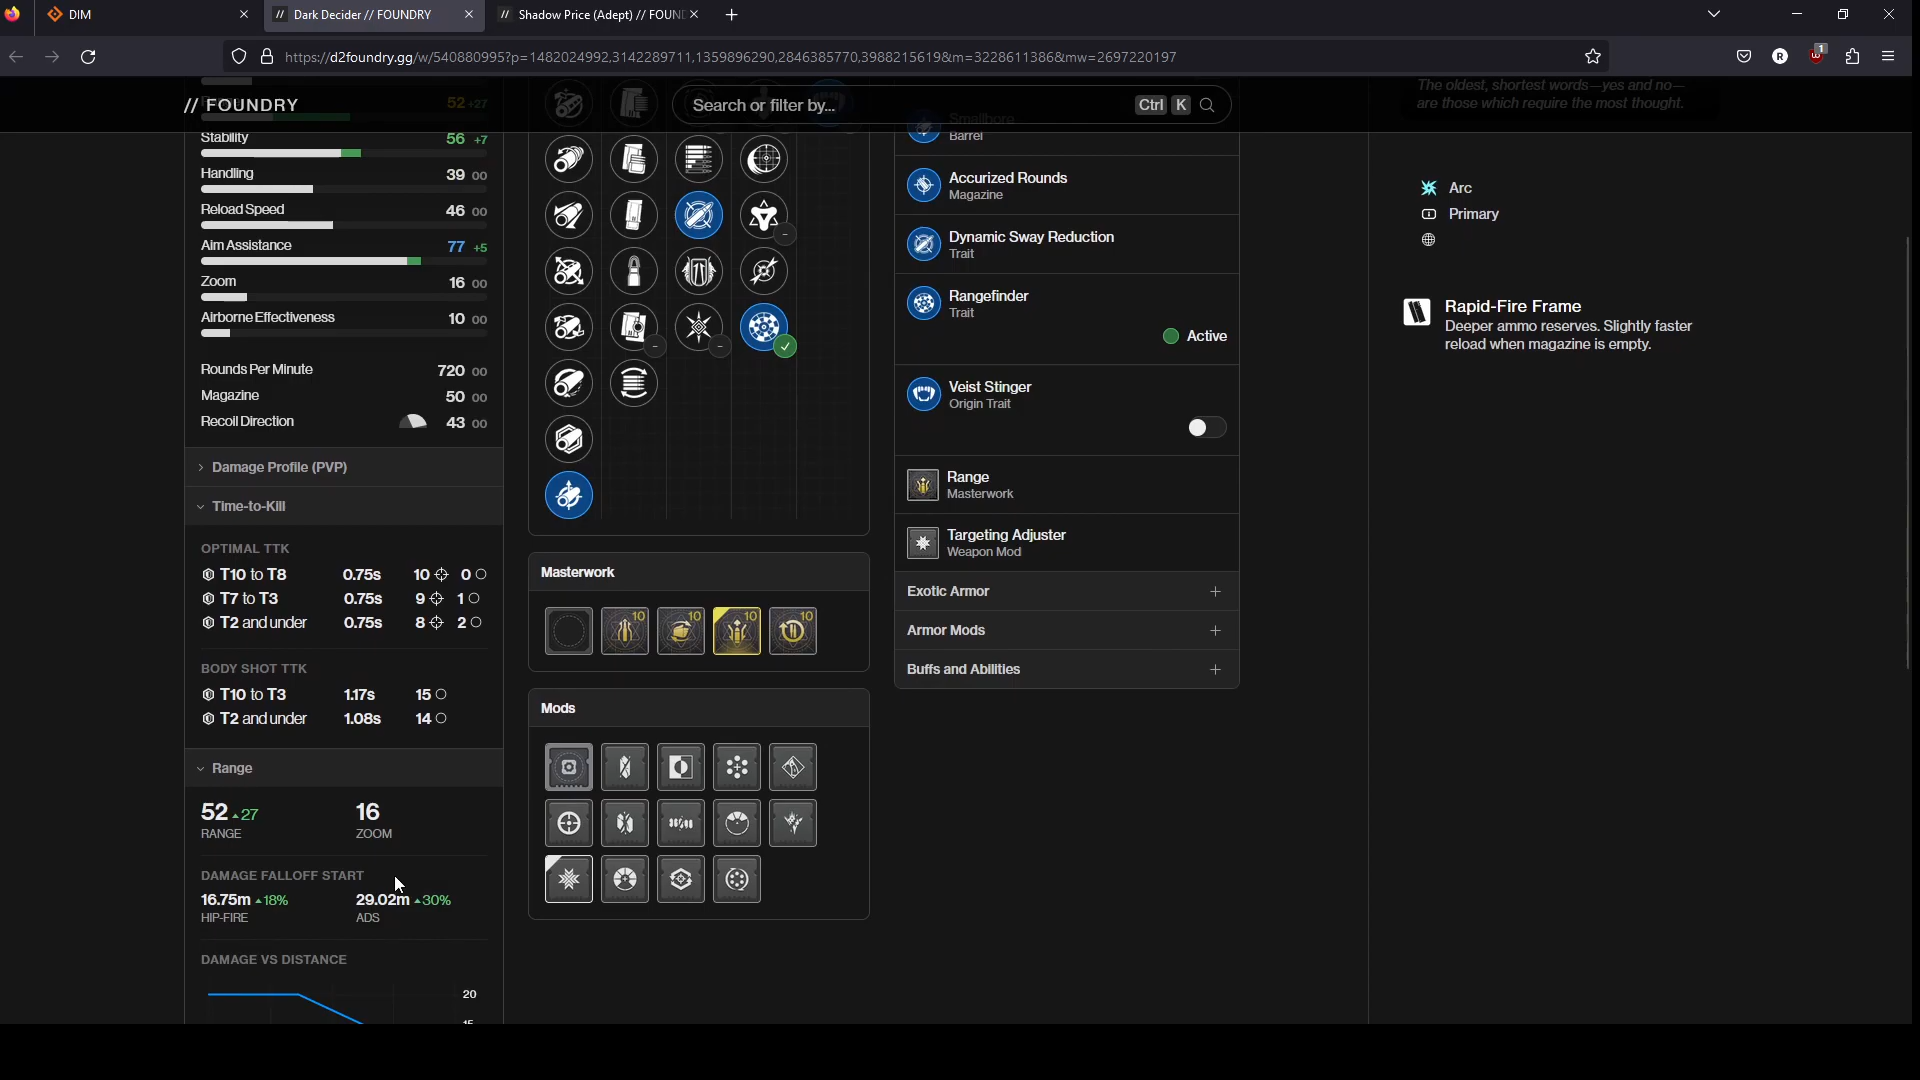 DIM
Dark Decider // FOUNDRY
// Shadow Price (Adept) // FOUN
https://d2foundry.gg/w/540880995?p=1482024992,3142289711,1359896290,2846385770,3988215619&m=3228611386&mw=2697220197
1
// FOUNDRY
52 +27
Search or filter by...
Ctrl K
The oldest, shortest words—yes and no—
are those which require the most thought.
Stability 56 +7
Handling 39 00
Reload Speed 46 00
Aim Assistance 77 +5
Zoom 16 00
Airborne Effectiveness 10 00
Rounds Per Minute 720 00
Magazine 50 00
Recoil Direction 43 00
Damage Profile (PVP)
Time-to-Kill
OPTIMAL TTK
T10 to T8 0.75s 10 0
T7 to T3 0.75s 9 1
T2 and under 0.75s 8 2
BODY SHOT TTK
T10 to T3 1.17s 15
T2 and under 1.08s 14
Range
52 27
RANGE
16
ZOOM
DAMAGE FALLOFF START
16.75m 18%
HIP-FIRE
29.02m 30%
ADS
DAMAGE VS DISTANCE
20
15
Masterwork
10 10 10 10
Mods
Smallbore
Barrel
Accurized Rounds
Magazine
Dynamic Sway Reduction
Trait
Rangefinder
Trait
Active
Veist Stinger
Origin Trait
Range
Masterwork
Targeting Adjuster
Weapon Mod
Exotic Armor +
Armor Mods +
Buffs and Abilities +
Arc
Primary
Rapid-Fire Frame
Deeper ammo reserves. Slightly faster
reload when magazine is empty.